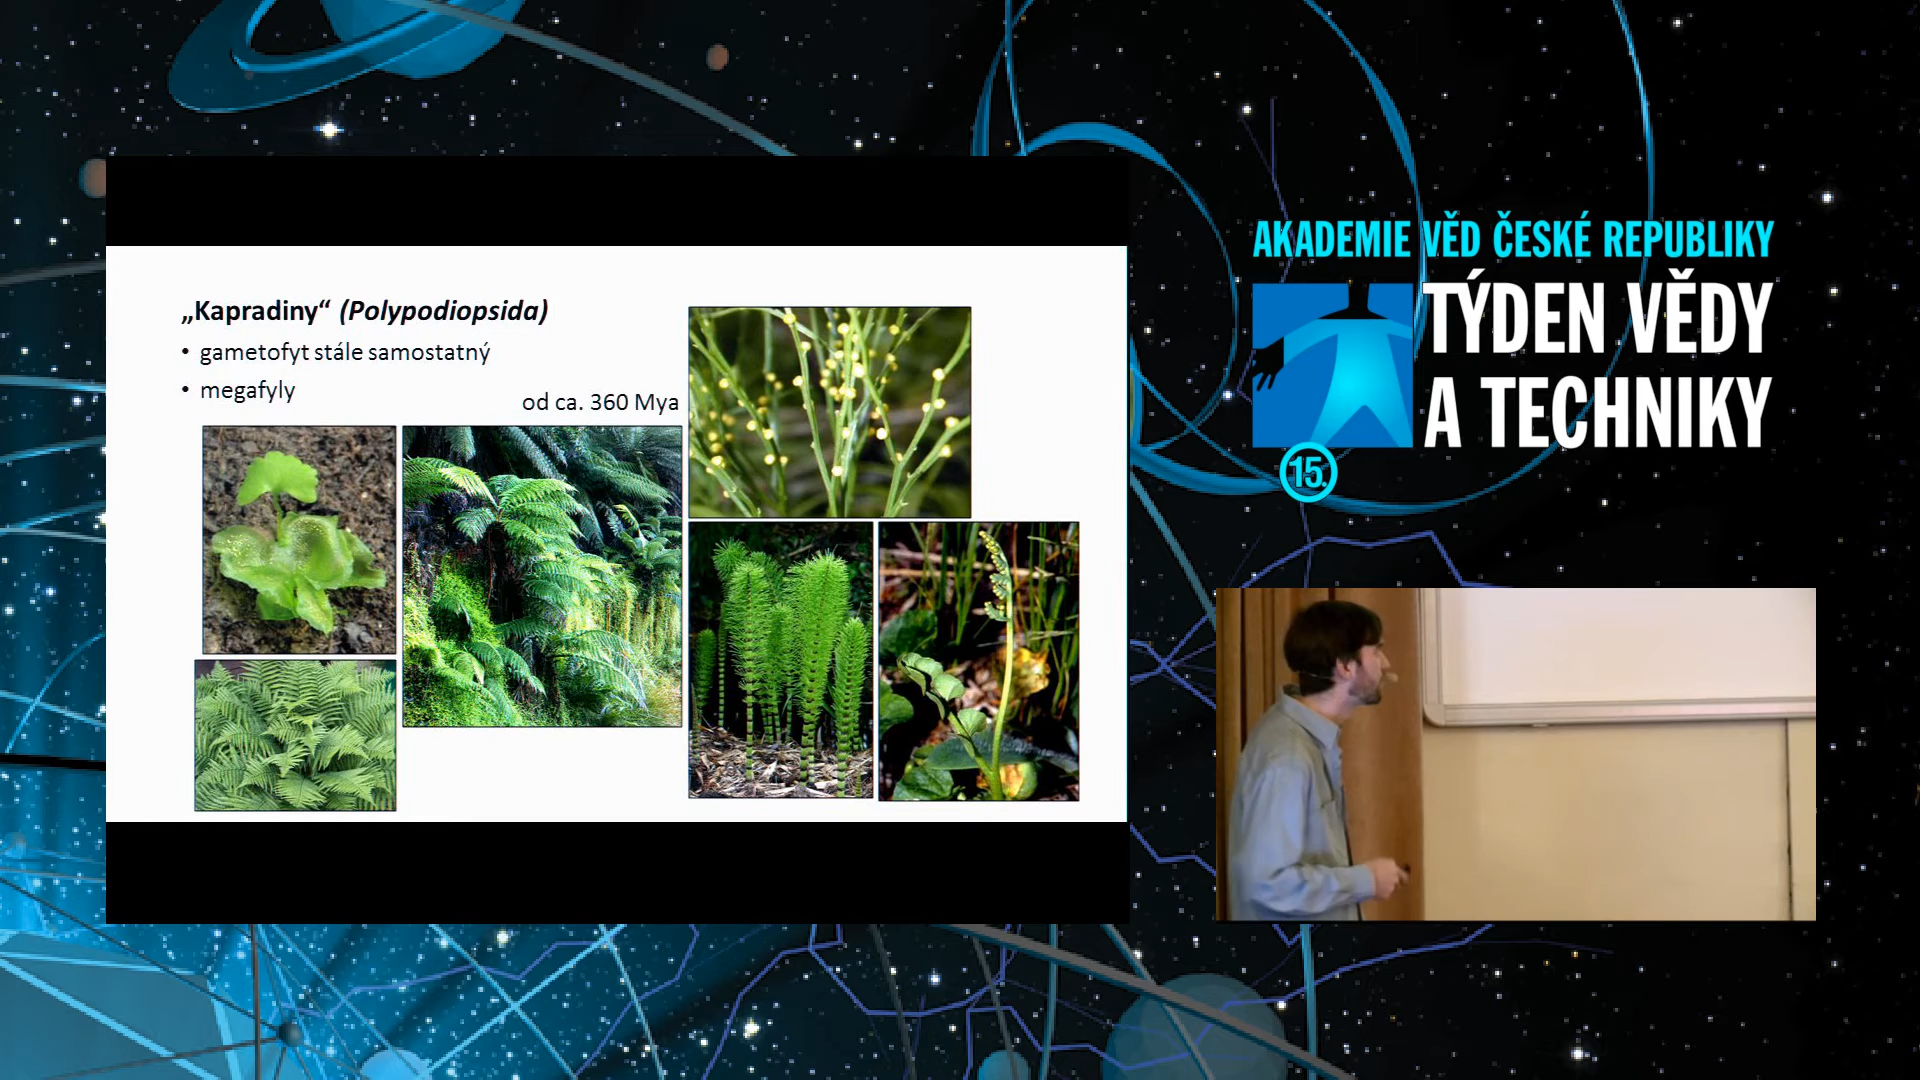 „Kapradiny“ (Polypodiopsida)
• gametofyt stále samostatný
• megafyly
od ca. 360 Mya
AKADEMIE VĚD ČESKÉ REPUBLIKY
TÝDEN VĚDY
A TECHNIKY
15.